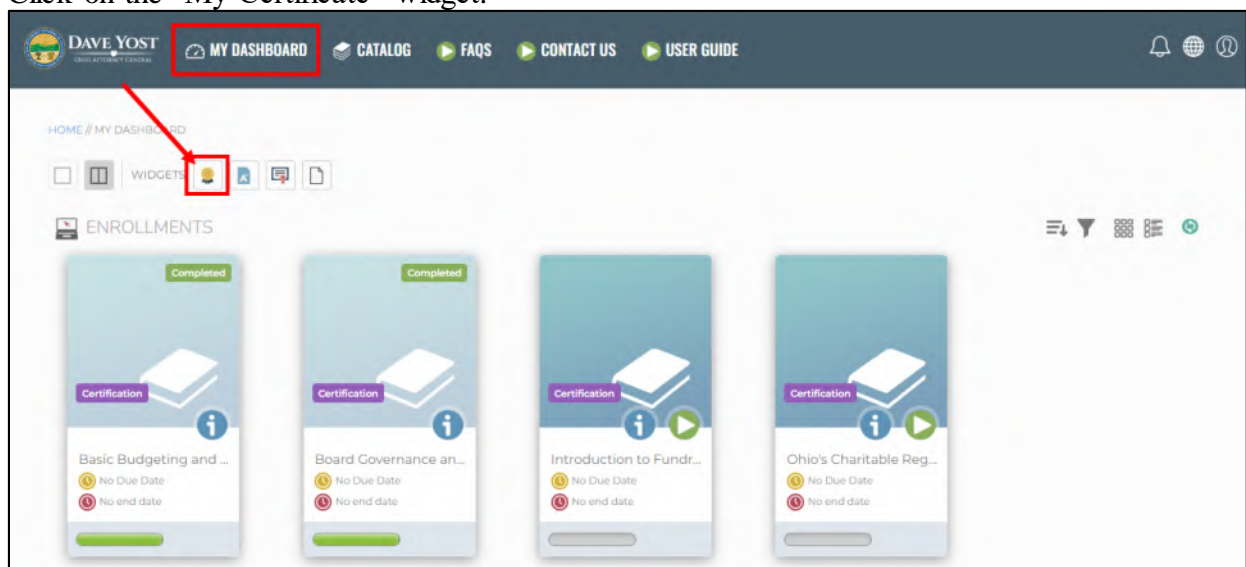 Click on the "My Certificate" widget.
DAVE YOST
OHIO ATTORNEY GENERAL
MY DASHBOARD
CATALOG
FAQS
CONTACT US
USER GUIDE
HOME // MY DASHBOARD
WIDGETS
ENROLLMENTS
Completed
Certification
Basic Budgeting and ...
No Due Date
No end date
Completed
Certification
Board Governance an...
No Due Date
No end date
Certification
Introduction to Fundr...
No Due Date
No end date
Certification
Ohio's Charitable Reg...
No Due Date
No end date